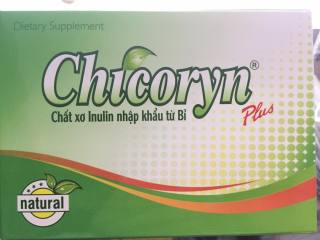 Dietary Supplement
Chicoryn®
Plus
Chất xơ Inulin nhập khẩu từ Bỉ
natural